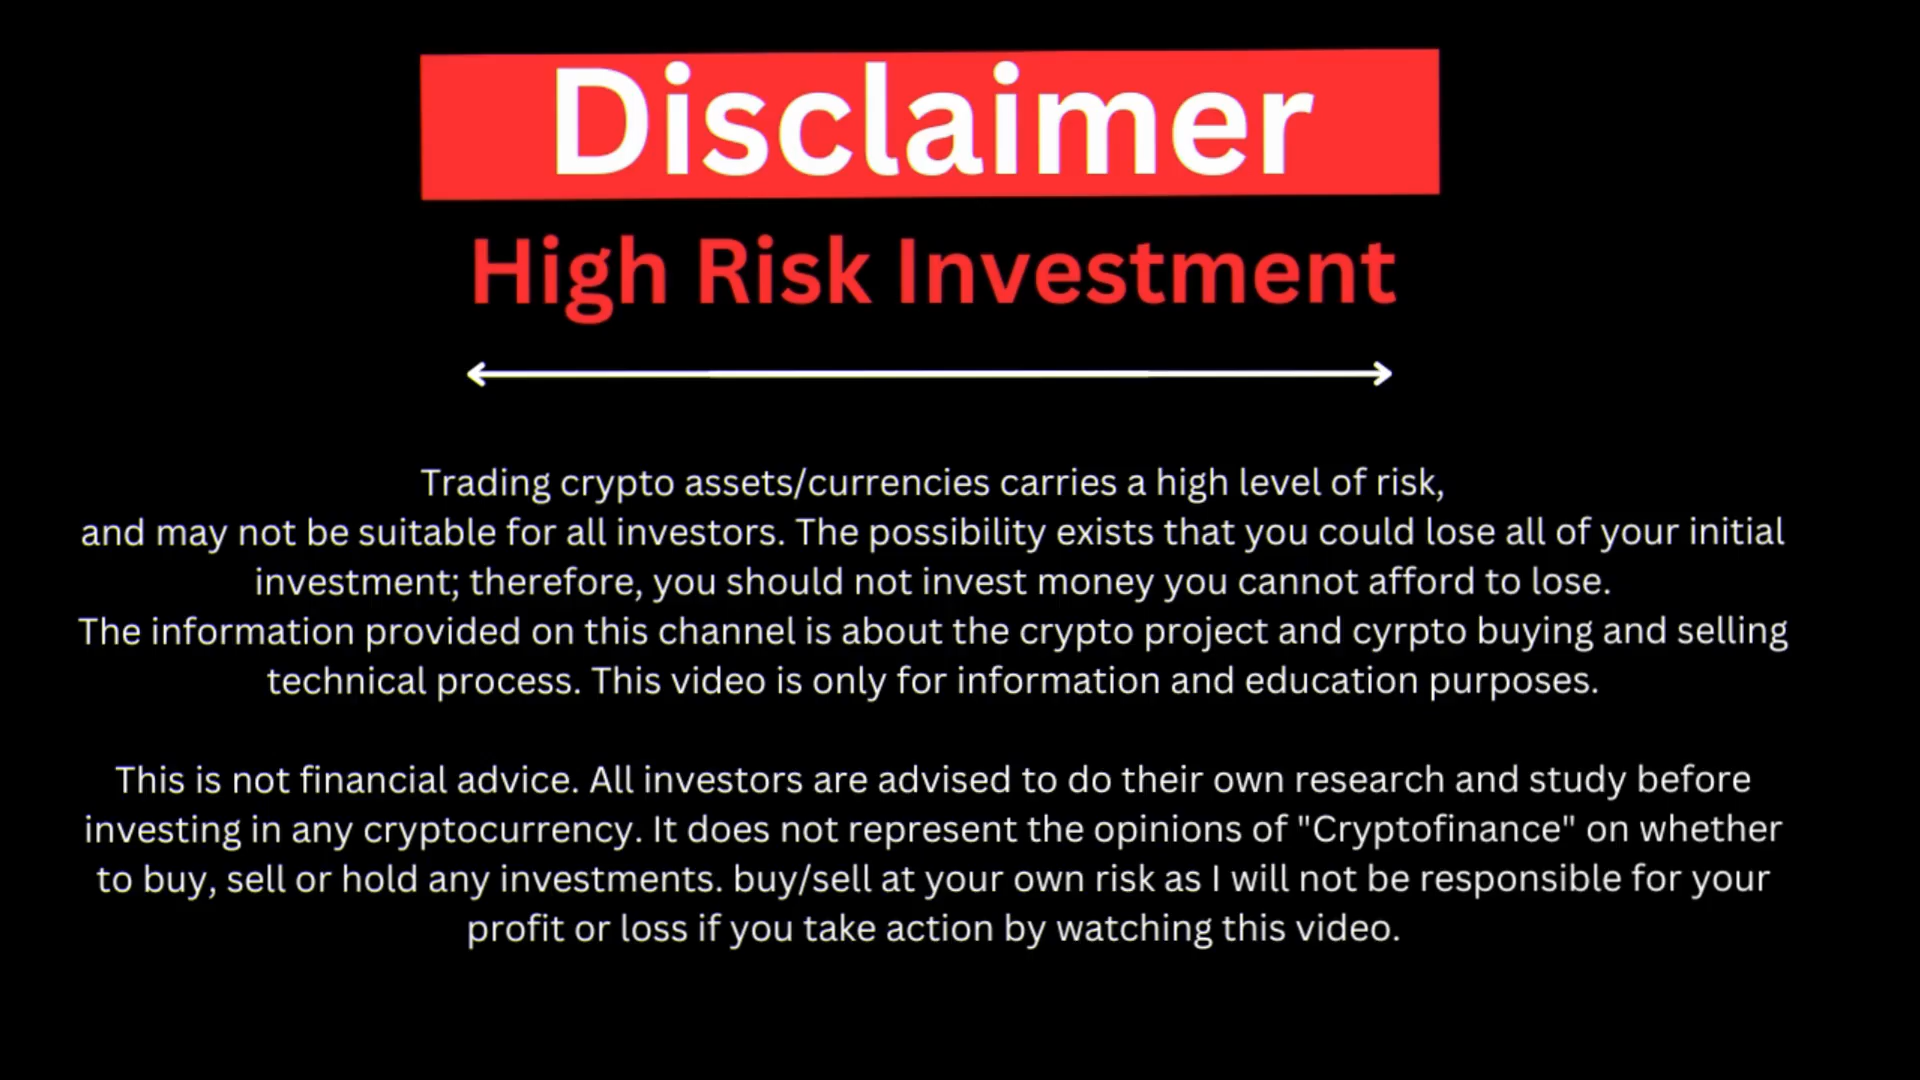 Disclaimer
High Risk Investment
Trading crypto assets/currencies carries a high level of risk,
and may not be suitable for all investors. The possibility exists that you could lose all of your initial
investment; therefore, you should not invest money you cannot afford to lose.
The information provided on this channel is about the crypto project and cyrpto buying and selling
technical process. This video is only for information and education purposes.
This is not financial advice. All investors are advised to do their own research and study before
investing in any cryptocurrency. It does not represent the opinions of "Cryptofinance" on whether
to buy, sell or hold any investments. buy/sell at your own risk as I will not be responsible for your
profit or loss if you take action by watching this video.